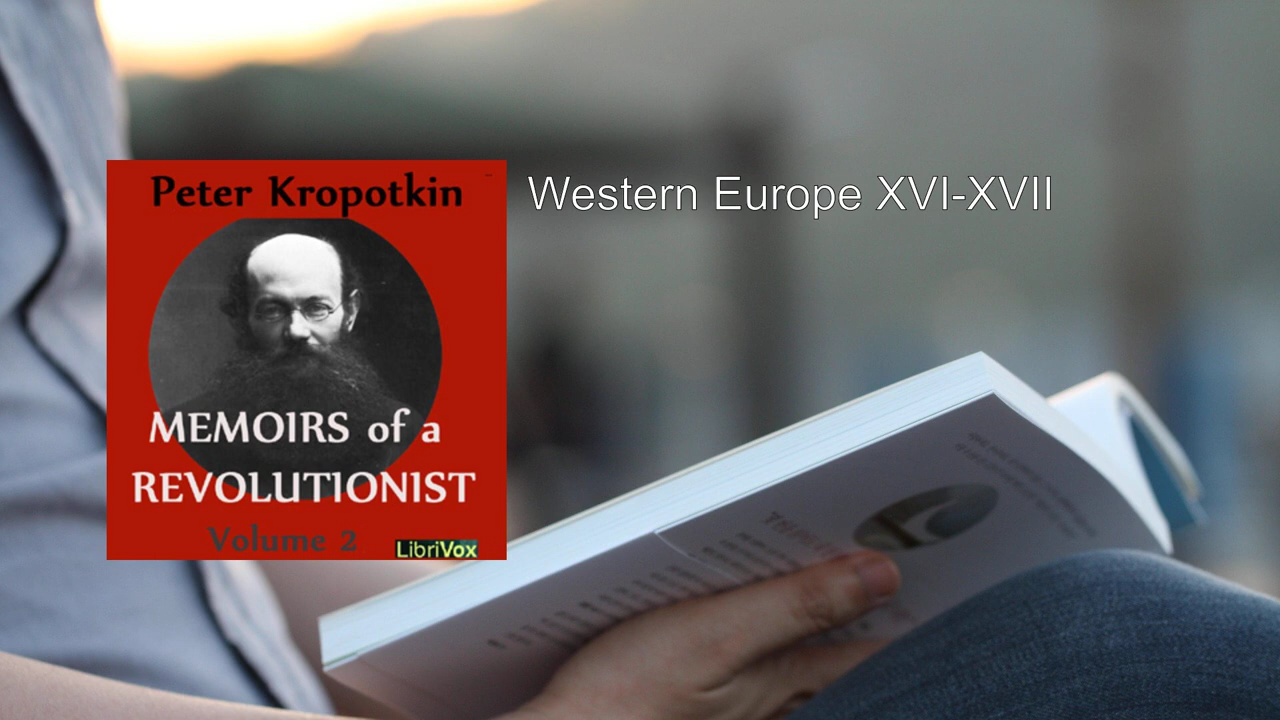 Peter Kropotkin
MEMOIRS of a
REVOLUTIONIST
Volume 2
LibriVox
Western Europe XVI-XVII